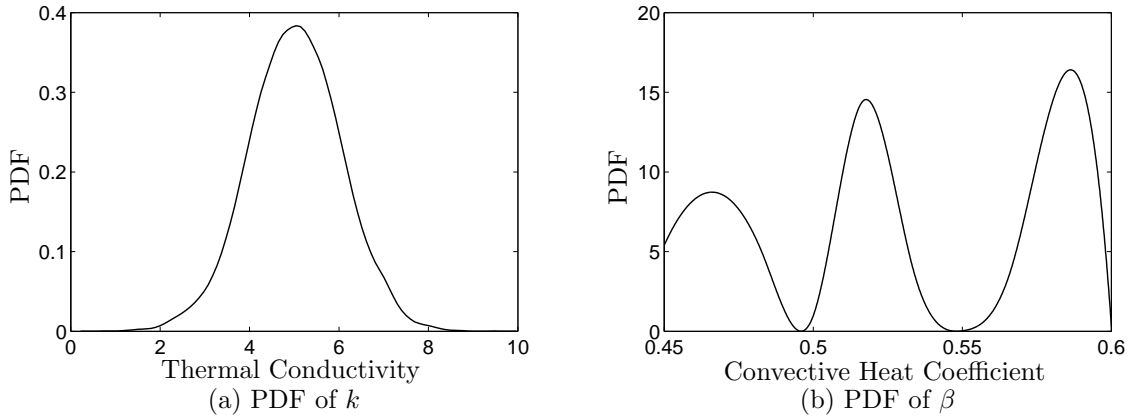 0.4
0.3
0.2
0.1
0
PDF
0 2 4 6 8 10
Thermal Conductivity
(a) PDF of k
20
15
10
5
0
PDF
0.45 0.5 0.55 0.6
Convective Heat Coefficient
(b) PDF of β